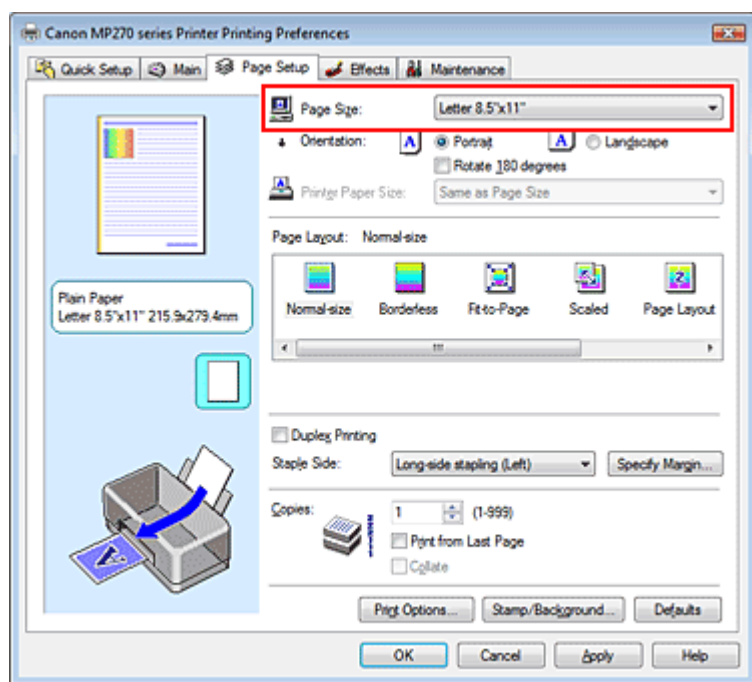 Canon MP270 series Printer Printing Preferences
Quick Setup Main Page Setup Effects Maintenance
Page Size: Letter 8.5"x11"
Orientation: A Portrait A Landscape
Rotate 180 degrees
Printer Paper Size: Same as Page Size
Page Layout: Normal-size
Normal-size Borderless Fit-to-Page Scaled Page Layout
Plain Paper
Letter 8.5"x11" 215.9x279.4mm
Duplex Printing
Staple Side: Long-side stapling (Left) Specify Margin...
Copies: 1 (1-999)
Print from Last Page
Collate
Print Options... Stamp/Background... Defaults
OK Cancel Apply Help